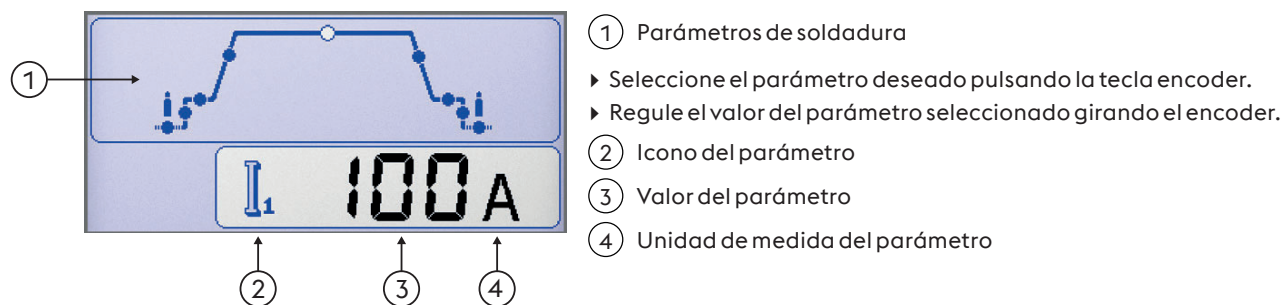 1 Parámetros de soldadura
1
▸ Seleccione el parámetro deseado pulsando la tecla encoder.
▸ Regule el valor del parámetro seleccionado girando el encoder.
2 Icono del parámetro
I1 100 A
3 Valor del parámetro
4 Unidad de medida del parámetro
2 3 4